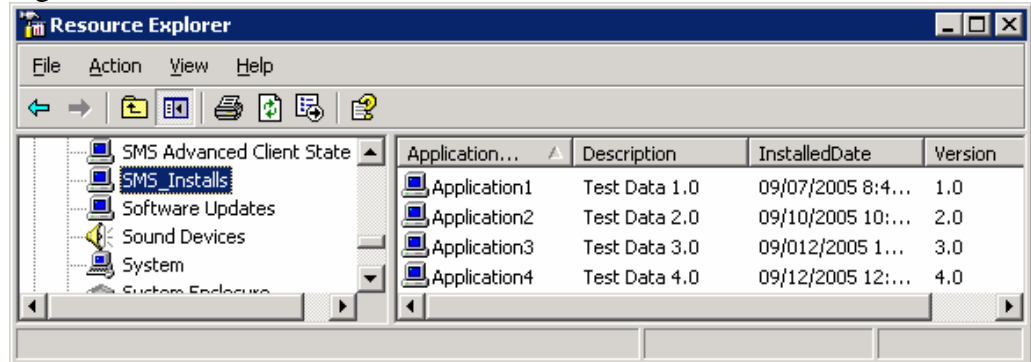 Resource Explorer
File Action View Help
SMS Advanced Client State
SMS_Installs
Software Updates
Sound Devices
System
Application... Description InstalledDate Version
Application1 Test Data 1.0 09/07/2005 8:4... 1.0
Application2 Test Data 2.0 09/10/2005 10:... 2.0
Application3 Test Data 3.0 09/012/2005 1... 3.0
Application4 Test Data 4.0 09/12/2005 12:... 4.0